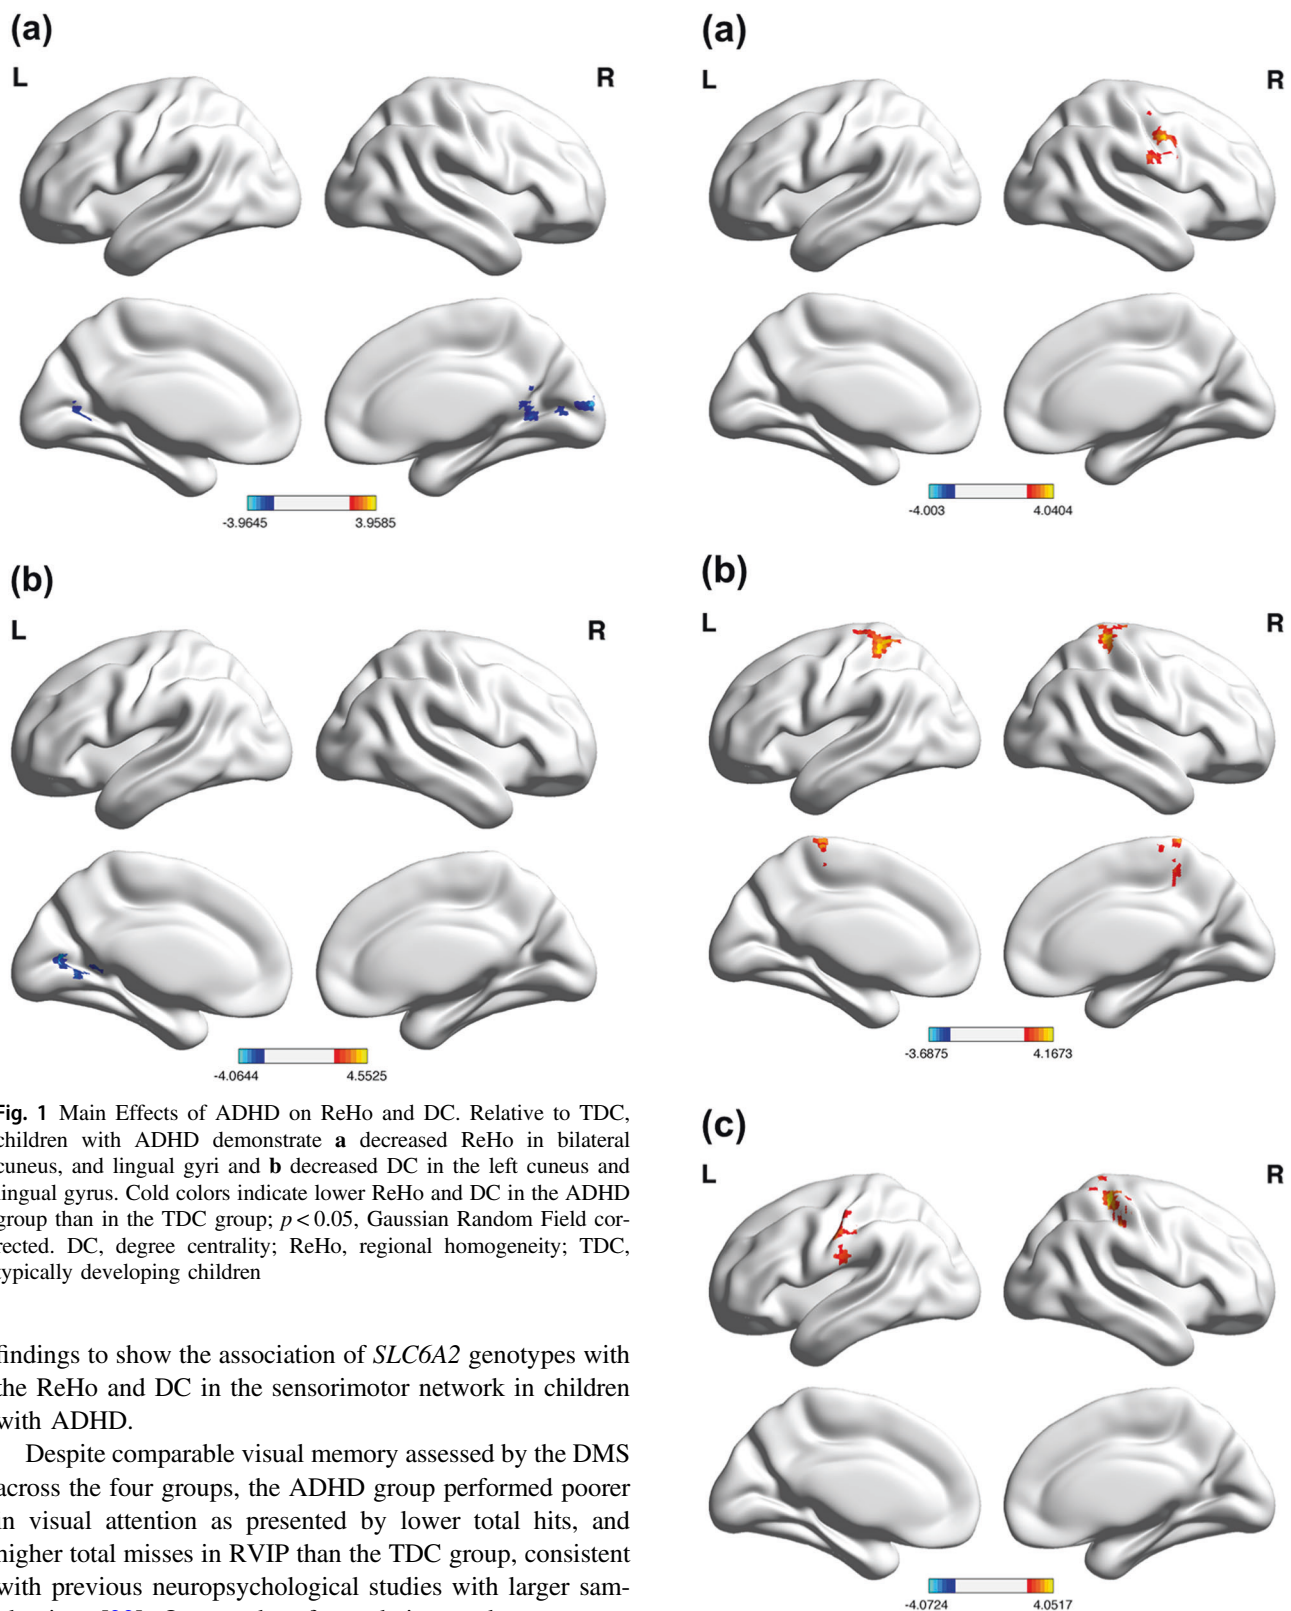 (a)
L
R
-3.9645
3.9585
(b)
L
R
-4.0644
4.5525
Fig. 1 Main Effects of ADHD on ReHo and DC. Relative to TDC,
children with ADHD demonstrate a decreased ReHo in bilateral
cuneus, and lingual gyri and b decreased DC in the left cuneus and
lingual gyrus. Cold colors indicate lower ReHo and DC in the ADHD
group than in the TDC group; p < 0.05, Gaussian Random Field cor-
rected. DC, degree centrality; ReHo, regional homogeneity; TDC,
typically developing children
findings to show the association of SLC6A2 genotypes with
the ReHo and DC in the sensorimotor network in children
with ADHD.
Despite comparable visual memory assessed by the DMS
across the four groups, the ADHD group performed poorer
in visual attention as presented by lower total hits, and
higher total misses in RVIP than the TDC group, consistent
with previous neuropsychological studies with larger sam-
(a)
L
R
-4.003
4.0404
(b)
L
R
-3.6875
4.1673
(c)
L
R
-4.0724
4.0517